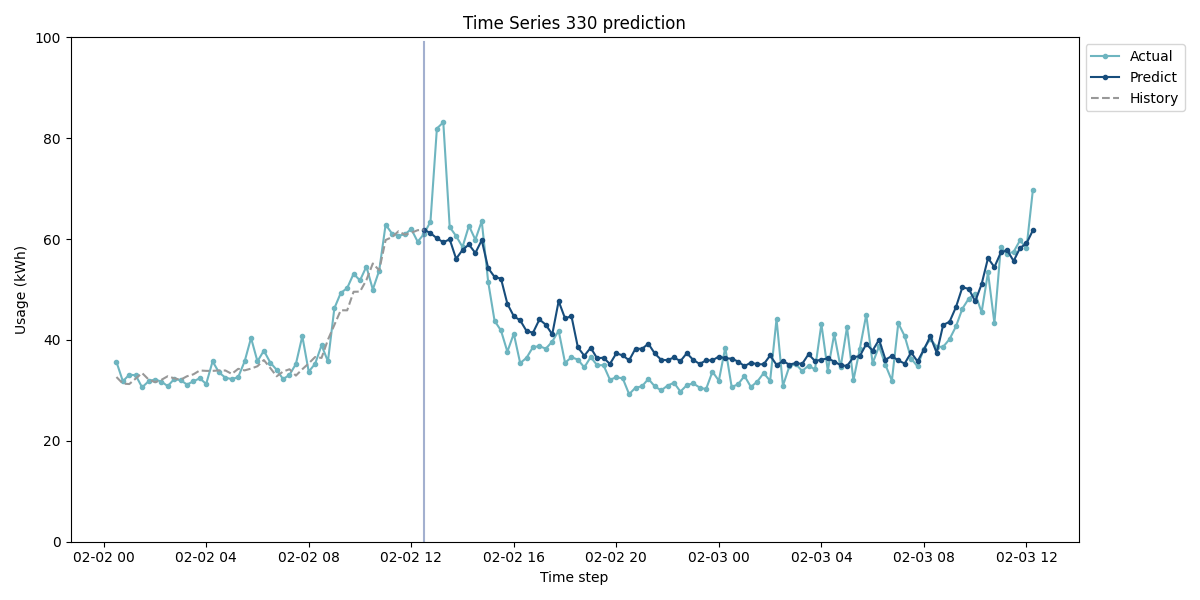 Time Series 330 prediction
100
80
60
40
20
0
Usage (kWh)
02-02 00
02-02 04
02-02 08
02-02 12
02-02 16
02-02 20
02-03 00
02-03 04
02-03 08
02-03 12
Time step
Actual
Predict
History